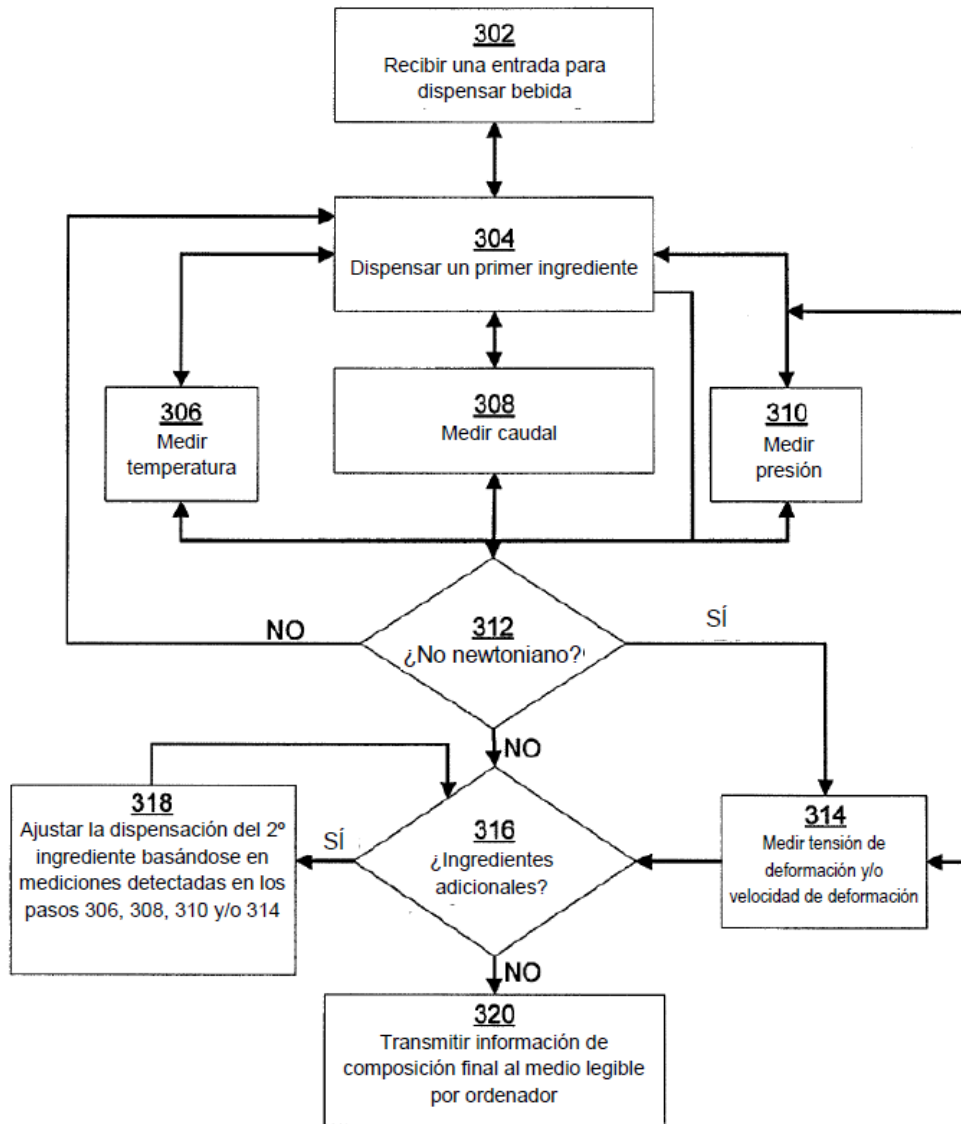 302
Recibir una entrada para
dispensar bebida
304
Dispensar un primer ingrediente
306
Medir
temperatura
308
Medir caudal
310
Medir
presión
NO
312
¿No newtoniano?
SÍ
NO
318
Ajustar la dispensación del 2º
ingrediente basándose en
mediciones detectadas en los
pasos 306, 308, 310 y/o 314
SÍ
316
¿Ingredientes
adicionales?
314
Medir tensión de
deformación y/o
velocidad de deformación
NO
320
Transmitir información de
composición final al medio legible
por ordenador